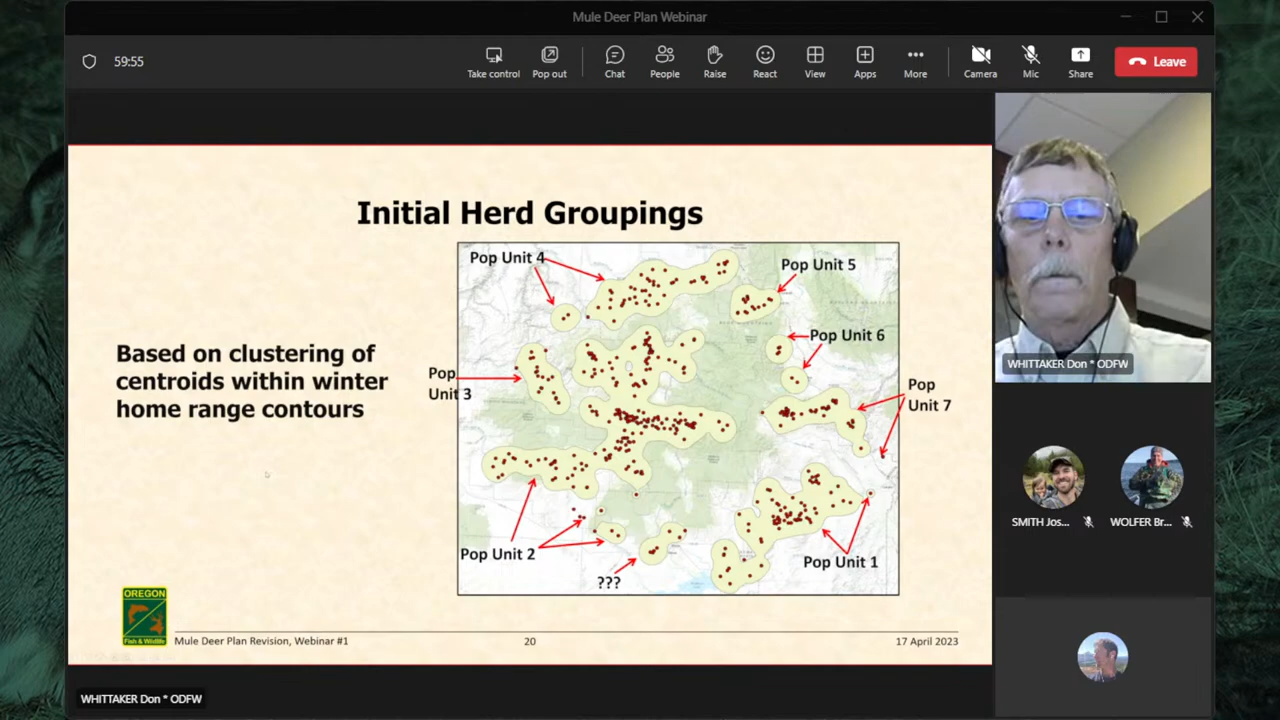 Mule Deer Plan Webinar
59:55
Take control
Pop out
Chat
People
Raise
React
View
Apps
More
Camera
Mic
Share
Leave
Initial Herd Groupings
Based on clustering of
centroids within winter
home range contours
Pop Unit 4
Pop Unit 5
Pop Unit 6
Pop
Unit 3
Pop
Unit 7
Pop Unit 2
???
Pop Unit 1
OREGON
Fish & Wildlife
Mule Deer Plan Revision, Webinar #1
20
17 April 2023
WHITTAKER Don * ODFW
SMITH Jos...
WOLFER Br...
WHITTAKER Don * ODFW